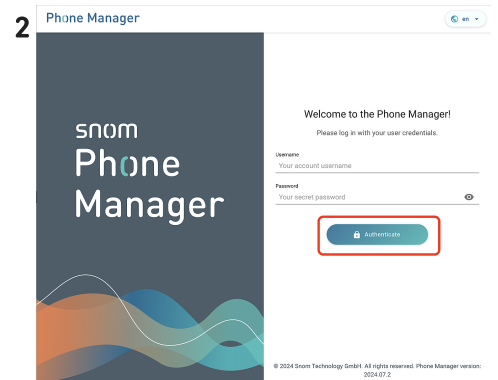 2
Phone Manager
en
snom
Phone
Manager
Welcome to the Phone Manager!
Please log in with your user credentials.
Username
Your account username
Password
Your secret password
Authenticate
© 2024 Snom Technology GmbH. All rights reserved. Phone Manager version:
2024.07.2